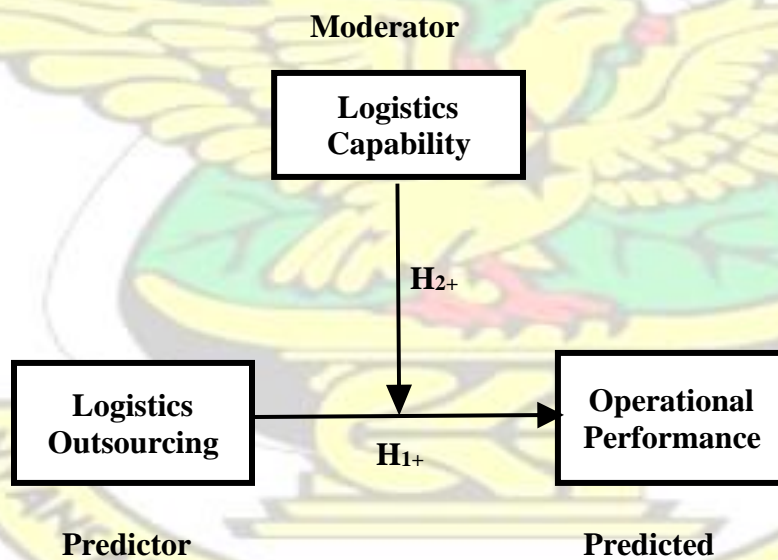 Moderator
Logistics
Capability
H2+
Logistics
Outsourcing
Operational
Performance
H1+
Predictor
Predicted